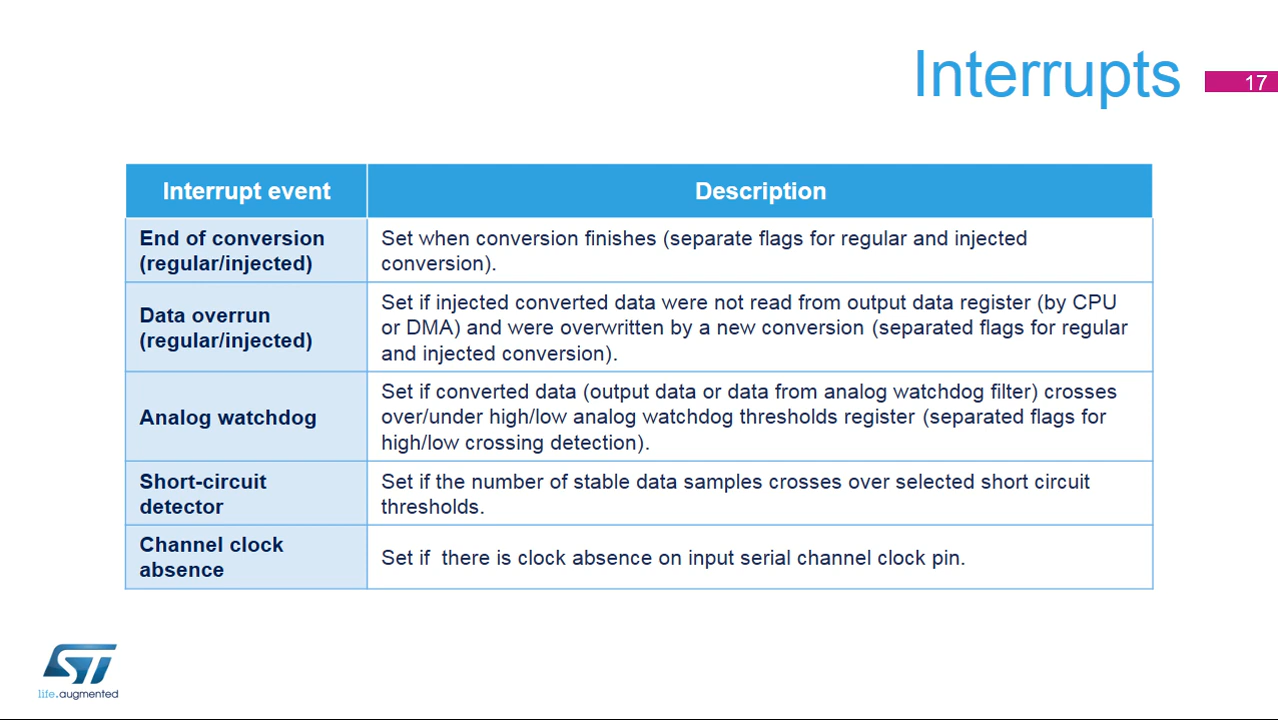 Interrupts
17
Interrupt event
Description
End of conversion
(regular/injected)
Set when conversion finishes (separate flags for regular and injected
conversion).
Data overrun
(regular/injected)
Set if injected converted data were not read from output data register (by CPU
or DMA) and were overwritten by a new conversion (separated flags for regular
and injected conversion).
Analog watchdog
Set if converted data (output data or data from analog watchdog filter) crosses
over/under high/low analog watchdog thresholds register (separated flags for
high/low crossing detection).
Short-circuit
detector
Set if the number of stable data samples crosses over selected short circuit
thresholds.
Channel clock
absence
Set if  there is clock absence on input serial channel clock pin.
ST
life.augmented